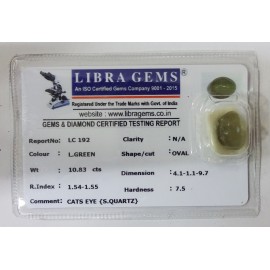 LIBRA GEMS
An ISO Certified Gems Company 9001 - 2015
Registered Under the Trade Marks with Govt. of India
website : www.libragems.co.in
GEMS & DIAMOND CERTIFIED TESTING REPORT
ReportNo: LC 192 Clarity: N/A
Colour : L.GREEN Shape/cut: OVAL
Wt : 10.83 cts Dimension : 4.1-1.1-9.7
R.Index : 1.54-1.55 Hardness : 7.5
Comment: CATS EYE {S.QUARTZ}